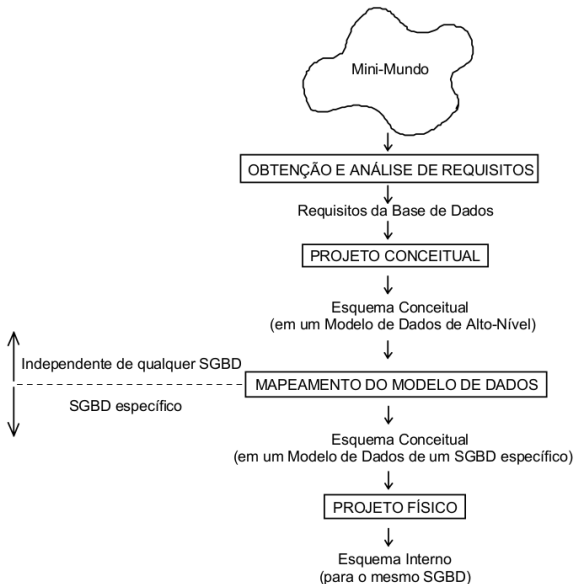 Mini-Mundo
OBTENÇÃO E ANÁLISE DE REQUISITOS
Requisitos da Base de Dados
PROJETO CONCEITUAL
Esquema Conceitual
(em um Modelo de Dados de Alto-Nível)
Independente de qualquer SGBD
MAPEAMENTO DO MODELO DE DADOS
SGBD específico
Esquema Conceitual
(em um Modelo de Dados de um SGBD específico)
PROJETO FÍSICO
Esquema Interno
(para o mesmo SGBD)